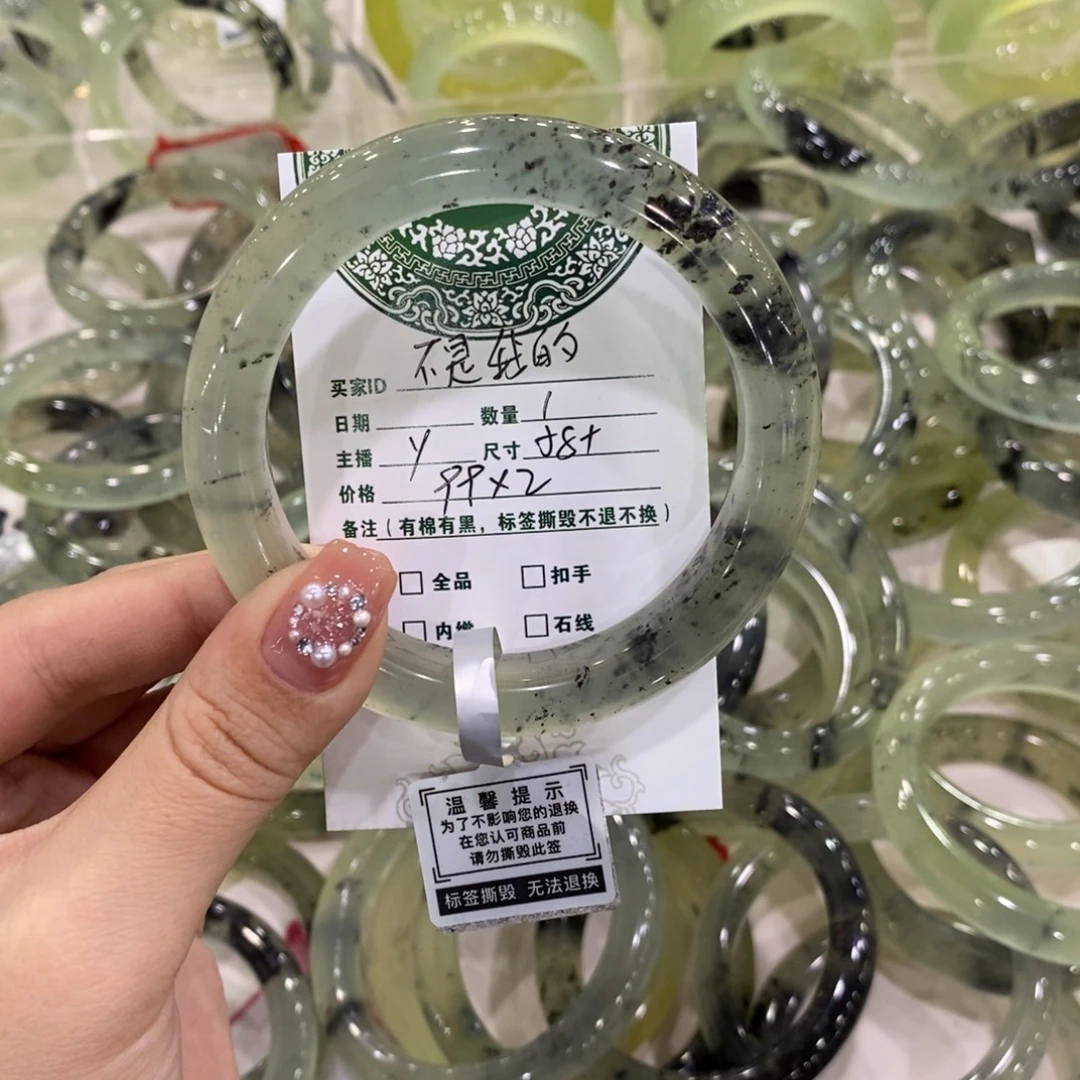 买家ID 不是钱的
日期 数量 1
主播 y 尺寸 58+
价格 99×2
备注（有棉有黑，标签撕毁不退不换）
全品 扣手
石线
温馨提示
为了不影响您的退换
在您认可商品前
请勿撕毁此签
标签撕毁 无法退换